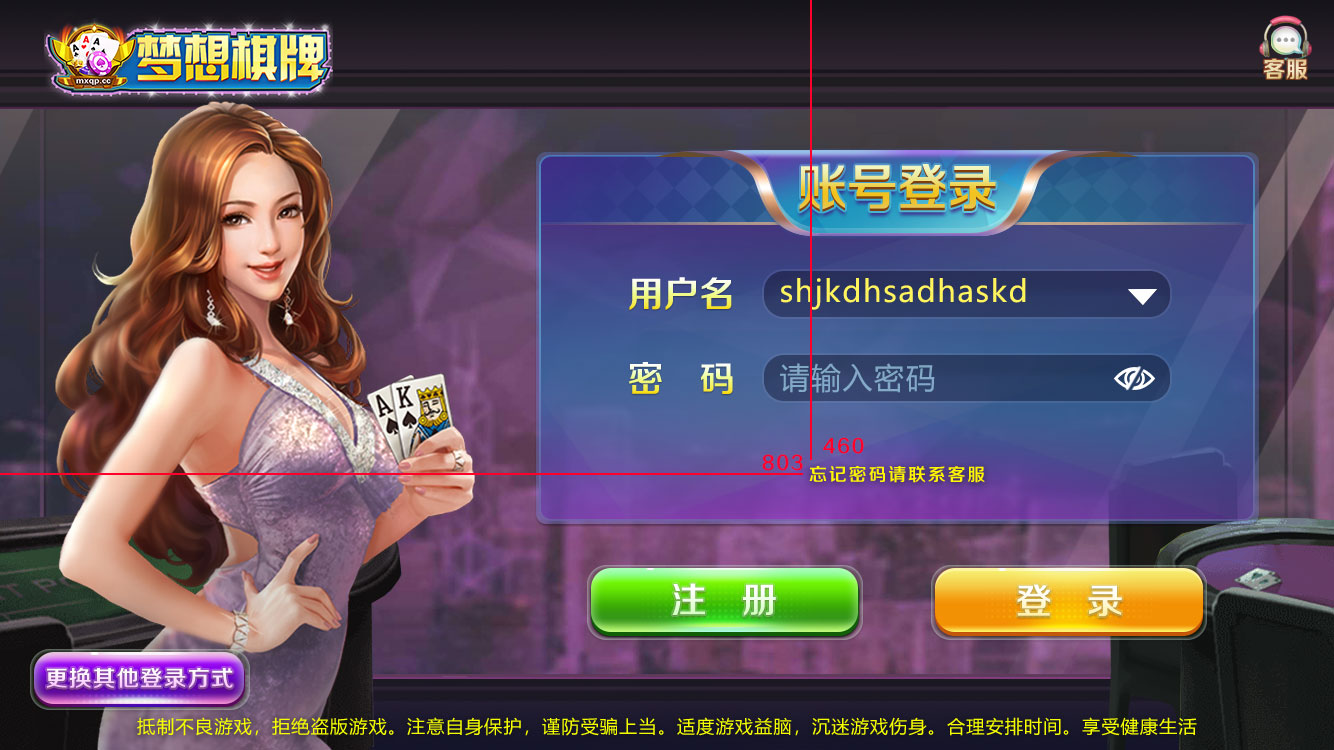 梦想棋牌
mxqp.cc
客服
账号登录
用户名 shjkdhsadhaskd
密 码 请输入密码
460
803
忘记密码请联系客服
A K
注 册
登 录
更换其他登录方式
抵制不良游戏，拒绝盗版游戏。注意自身保护，谨防受骗上当。适度游戏益脑，沉迷游戏伤身。合理安排时间。享受健康生活